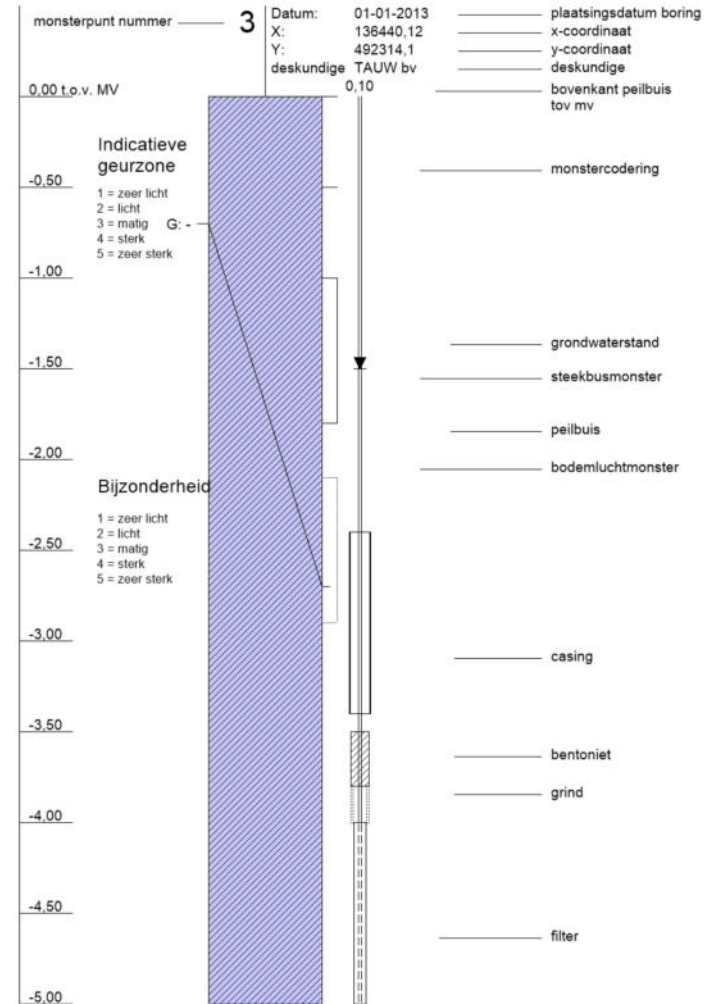 monsterpunt nummer 3
Datum: 01-01-2013 plaatsingsdatum boring
X: 136440,12 x-coordinaat
Y: 492314,1 y-coordinaat
deskundige TAUW bv deskundige
0,00 t.o.v. MV 0,10 bovenkant peilbuis
tov mv
Indicatieve
geurzone
1 = zeer licht
2 = licht
3 = matig G: -
4 = sterk
5 = zeer sterk
monstercodering
-0,50
-1,00
grondwaterstand
-1,50
steekbusmonster
peilbuis
-2,00
bodemluchtmonster
Bijzonderheid
1 = zeer licht
2 = licht
3 = matig
4 = sterk
5 = zeer sterk
-2,50
-3,00
casing
-3,50
bentoniet
grind
-4,00
-4,50
filter
-5,00